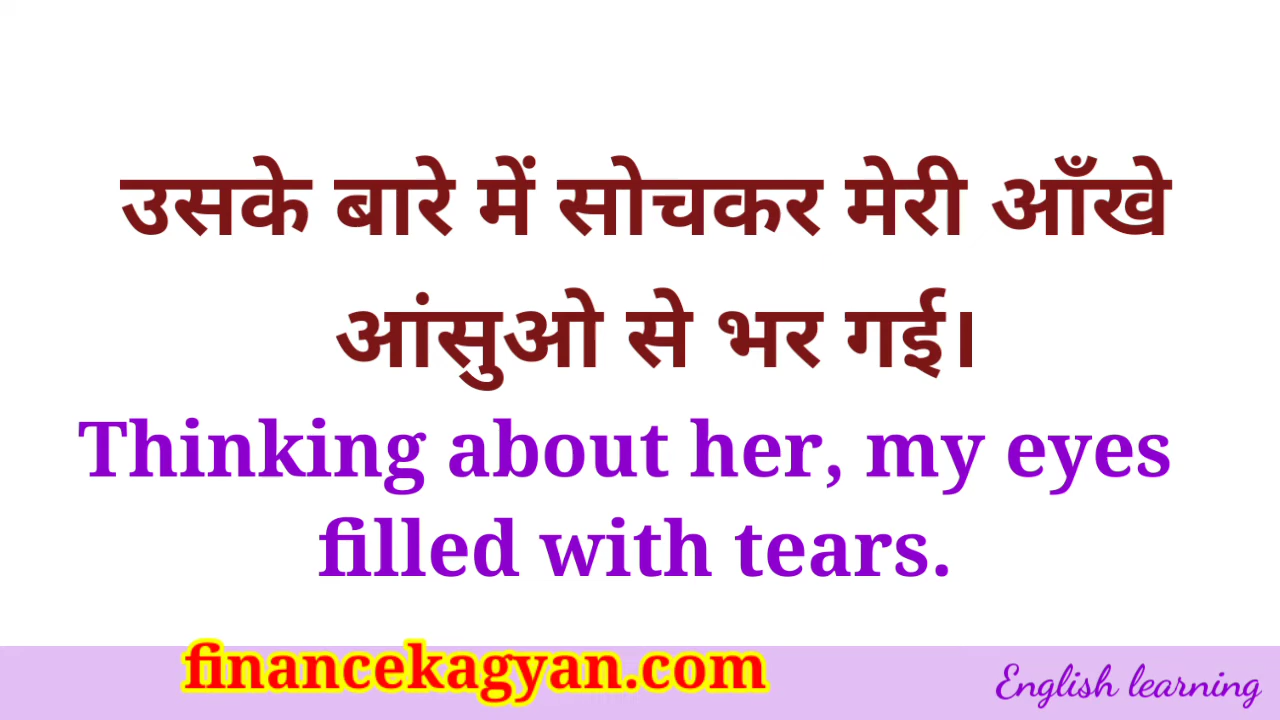 उसके बारे में सोचकर मेरी आँखे
आंसुओ से भर गई।
Thinking about her, my eyes
filled with tears.
financekagyan.com
English learning